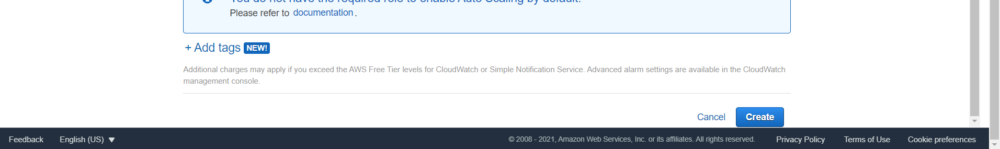 You do not have the required role to enable Auto Scaling by default.
Please refer to documentation.
+ Add tags NEW!
Additional charges may apply if you exceed the AWS Free Tier levels for CloudWatch or Simple Notification Service. Advanced alarm settings are available in the CloudWatch
management console.
Cancel Create
Feedback English (US) © 2008 - 2021, Amazon Web Services, Inc. or its affiliates. All rights reserved. Privacy Policy Terms of Use Cookie preferences